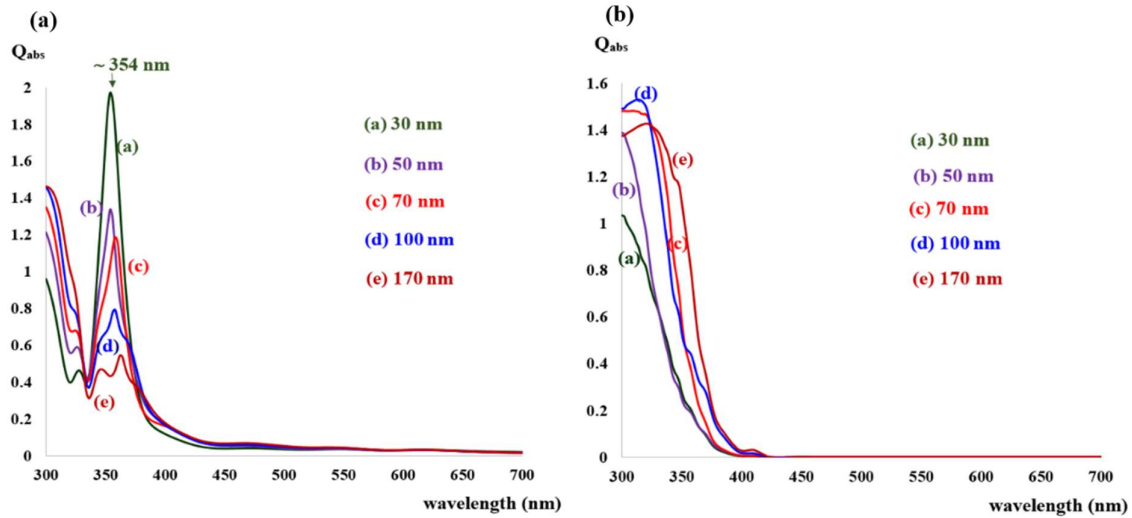 (a)
Q_abs
~ 354 nm
2
1.8
1.6
1.4
1.2
1
0.8
0.6
0.4
0.2
0
300 350 400 450 500 550 600 650 700
wavelength (nm)
(a)
(b)
(c)
(d)
(e)
(a) 30 nm
(b) 50 nm
(c) 70 nm
(d) 100 nm
(e) 170 nm
(b)
Q_abs
1.6
1.4
1.2
1
0.8
0.6
0.4
0.2
0
300 350 400 450 500 550 600 650 700
wavelength (nm)
(d)
(e)
(b)
(c)
(a)
(a) 30 nm
(b) 50 nm
(c) 70 nm
(d) 100 nm
(e) 170 nm